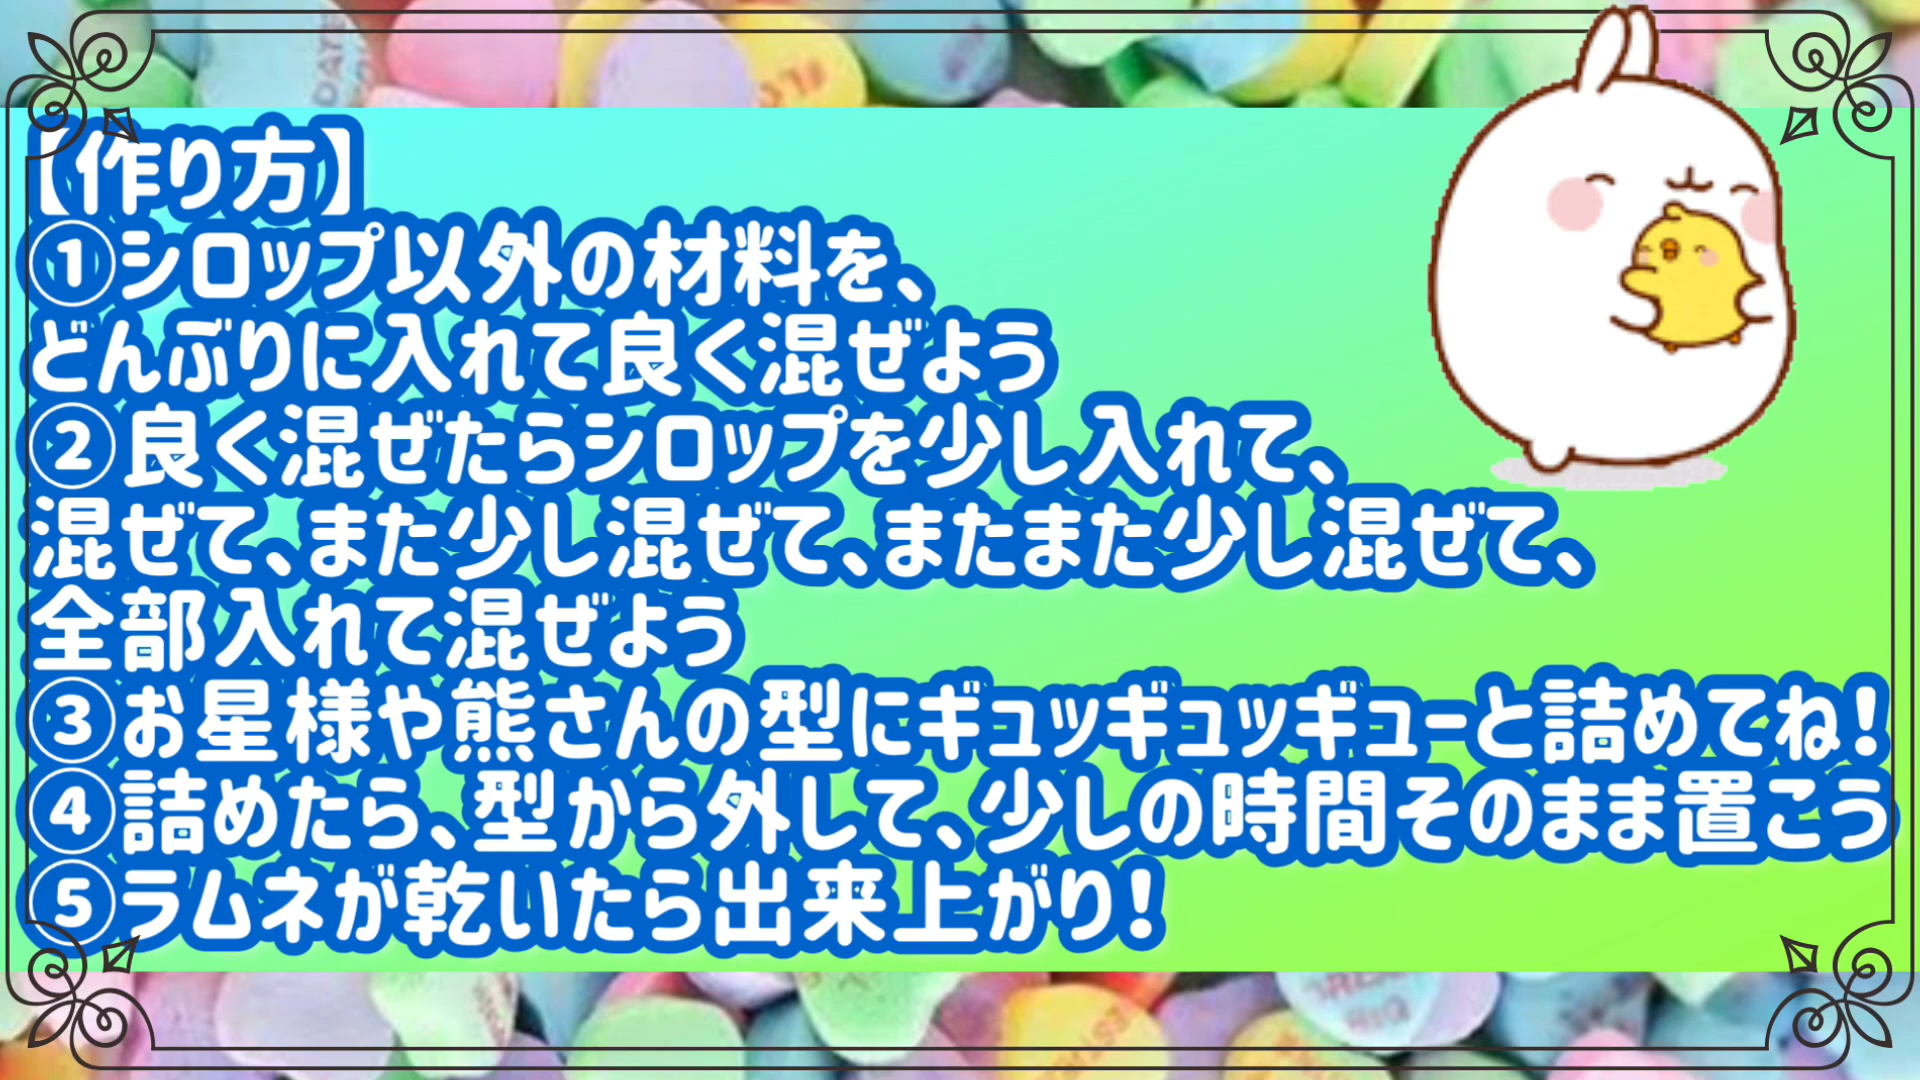 【作り方】
①シロップ以外の材料を、
どんぶりに入れて良く混ぜよう
②良く混ぜたらシロップを少し入れて、
混ぜて、また少し混ぜて、またまた少し混ぜて、
全部入れて混ぜよう
③お星様や熊さんの型にギュッギュッギューと詰めてね！
④詰めたら、型から外して、少しの時間そのまま置こう
⑤ラムネが乾いたら出来上がり！